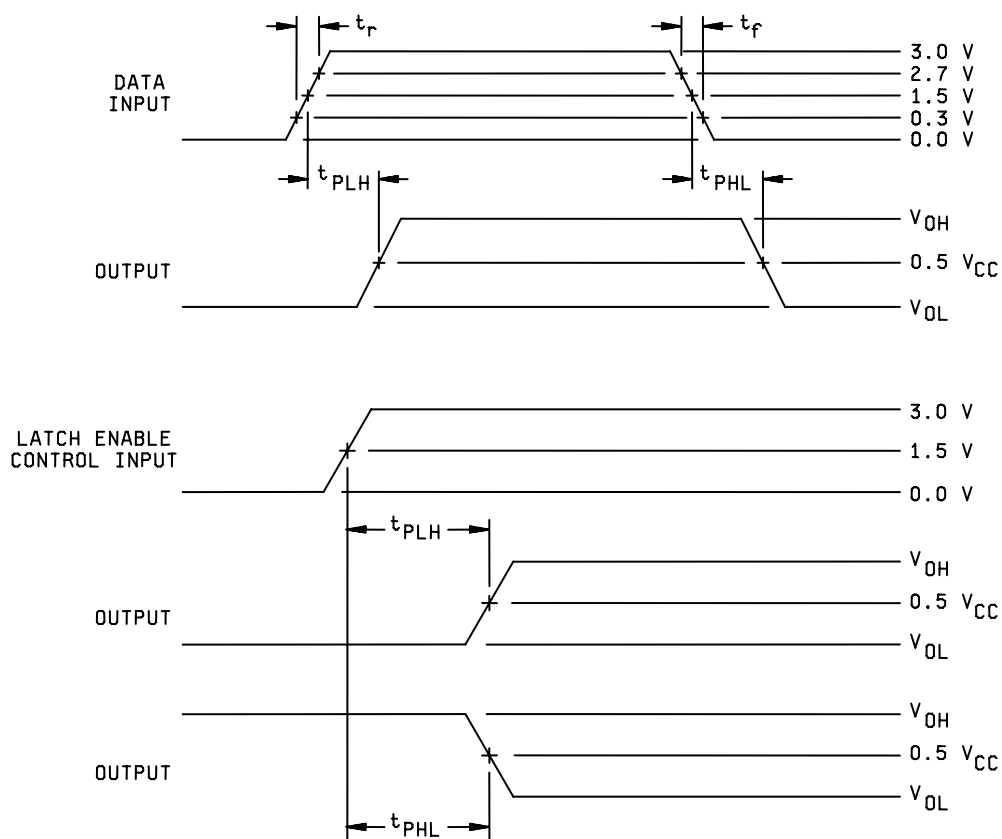 t_r
t_f
DATA
INPUT
3.0 V
2.7 V
1.5 V
0.3 V
0.0 V
t_PLH
t_PHL
OUTPUT
V_OH
0.5 V_CC
V_OL
LATCH ENABLE
CONTROL INPUT
3.0 V
1.5 V
0.0 V
t_PLH
OUTPUT
V_OH
0.5 V_CC
V_OL
OUTPUT
V_OH
0.5 V_CC
V_OL
t_PHL